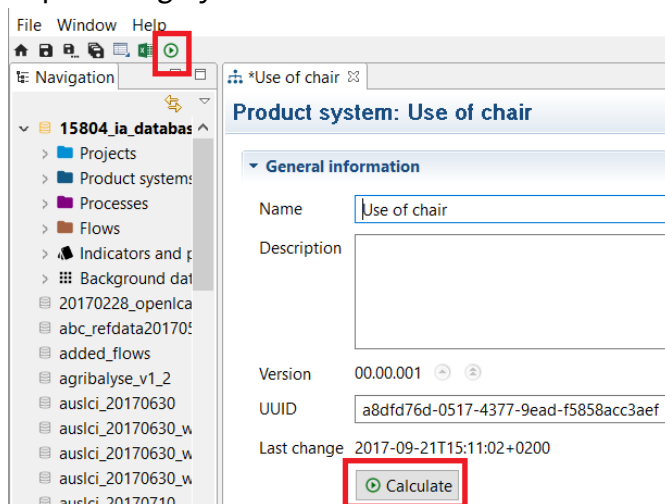 File Window Help
Navigation
*Use of chair
15804_ia_databas
Projects
Product systems
Processes
Flows
Indicators and p
Background dat
20170228_openlca
abc_refdata201705
added_flows
agribalyse_v1_2
auslci_20170630
auslci_20170630_w
auslci_20170630_w
auslci_20170630_w
auslci_20170710
Product system: Use of chair
General information
Name
Use of chair
Description
Version
00.00.001
UUID
a8dfd76d-0517-4377-9ead-f5858acc3aef
Last change
2017-09-21T15:11:02+0200
Calculate